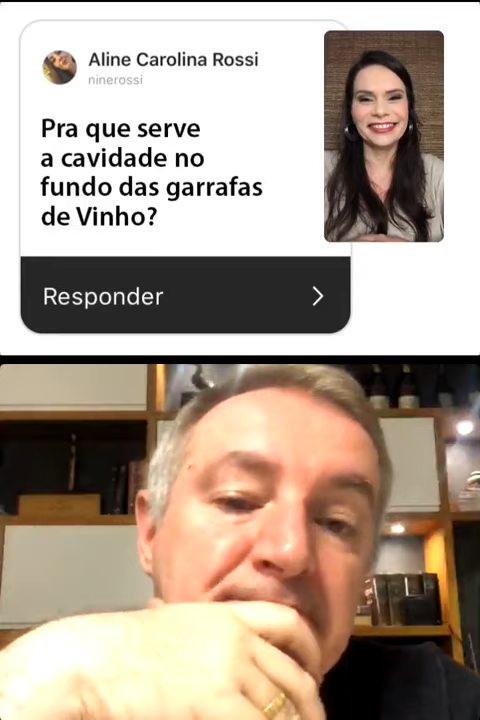 Aline Carolina Rossi
ninerossi
Pra que serve
a cavidade no
fundo das garrafas
de Vinho?
Responder